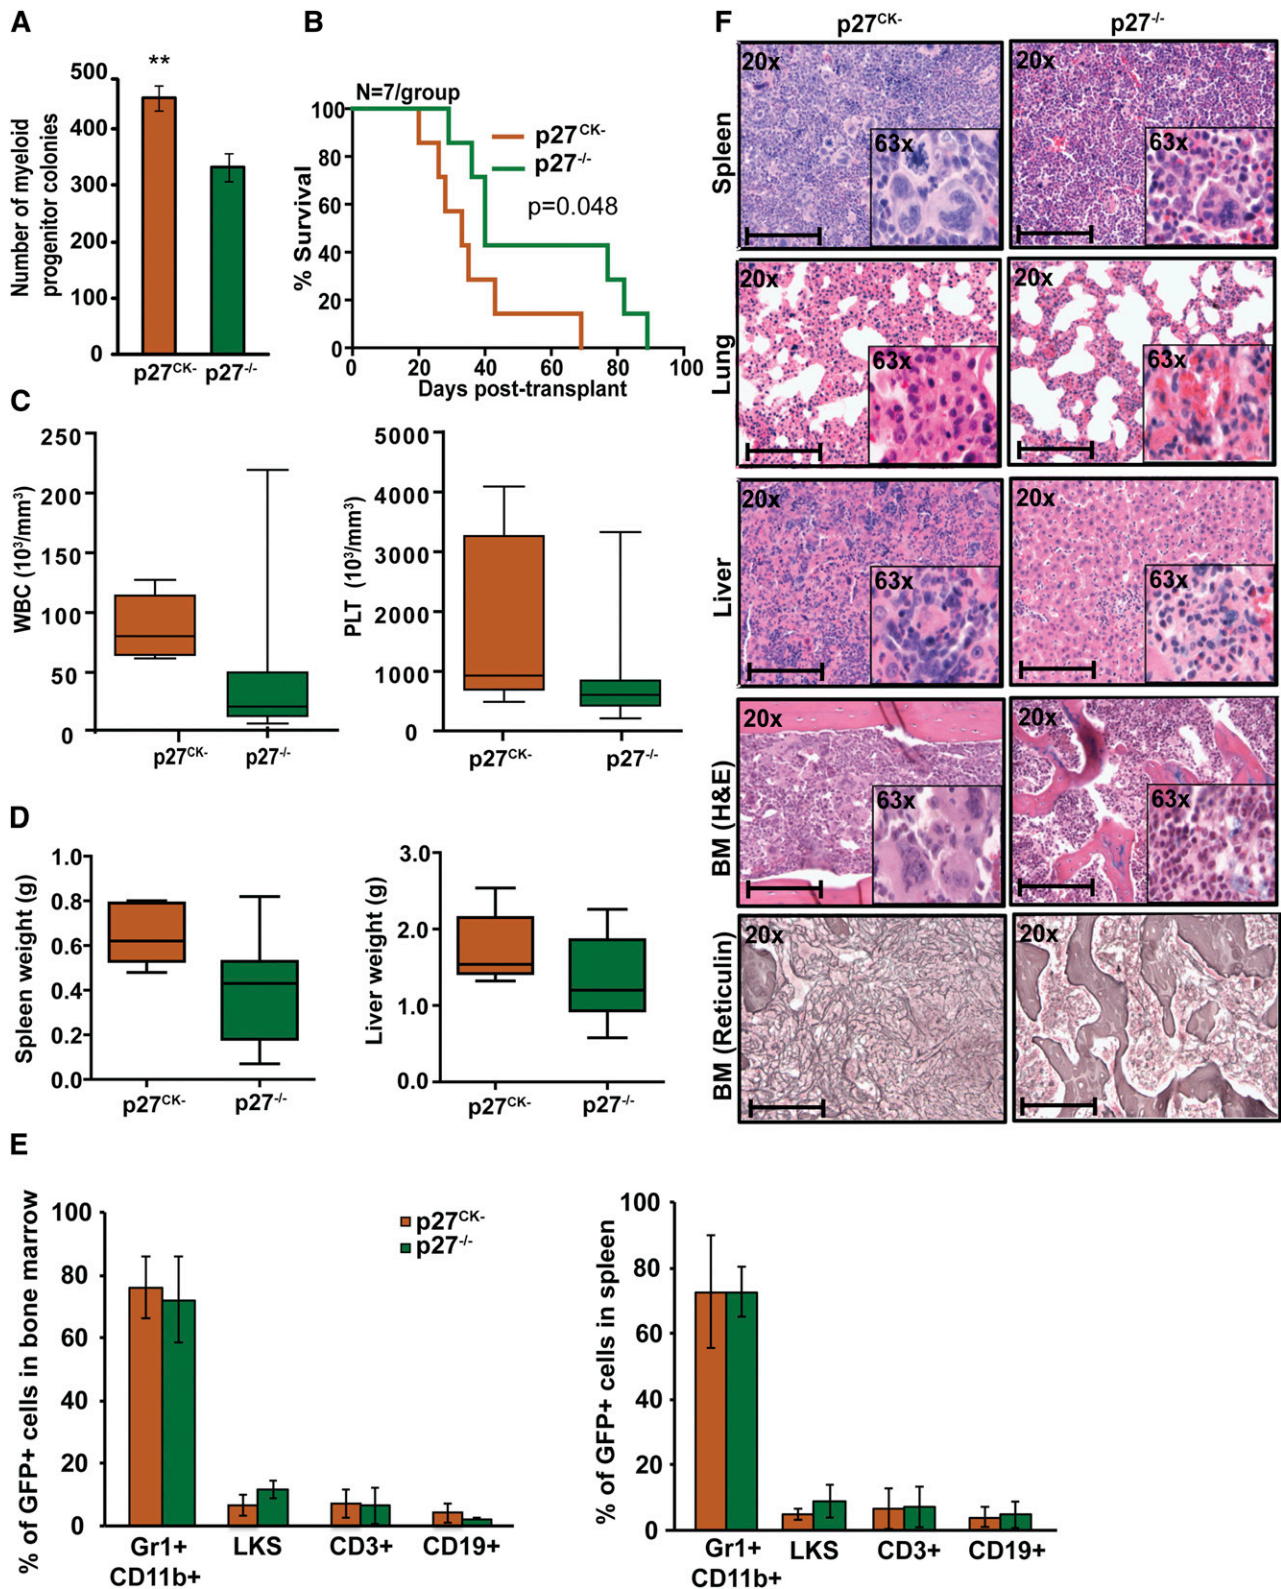 A
Number of myeloid
progenitor colonies
500
400
300
200
100
0
**
p27CK- p27-/-
B
N=7/group
% Survival
100
80
60
40
20
0
p27CK-
p27-/-
p=0.048
0 20 40 60 80 100
Days post-transplant
C
WBC (10³/mm³)
250
200
150
100
50
0
p27CK- p27-/-
PLT (10³/mm³)
5000
4000
3000
2000
1000
0
p27CK- p27-/-
D
Spleen weight (g)
1.0
0.8
0.6
0.4
0.2
0.0
p27CK- p27-/-
Liver weight (g)
3.0
2.0
1.0
0.0
p27CK- p27-/-
E
% of GFP+ cells in bone marrow
100
80
60
40
20
0
p27CK-
p27-/-
Gr1+ LKS CD3+ CD19+
CD11b+
% of GFP+ cells in spleen
100
80
60
40
20
0
Gr1+ LKS CD3+ CD19+
CD11b+
F
p27CK- p27-/-
Spleen
20x 63x 20x 63x
Lung
20x 63x 20x 63x
Liver
20x 63x 20x 63x
BM (H&E)
20x 63x 20x 63x
BM (Reticulin)
20x 20x